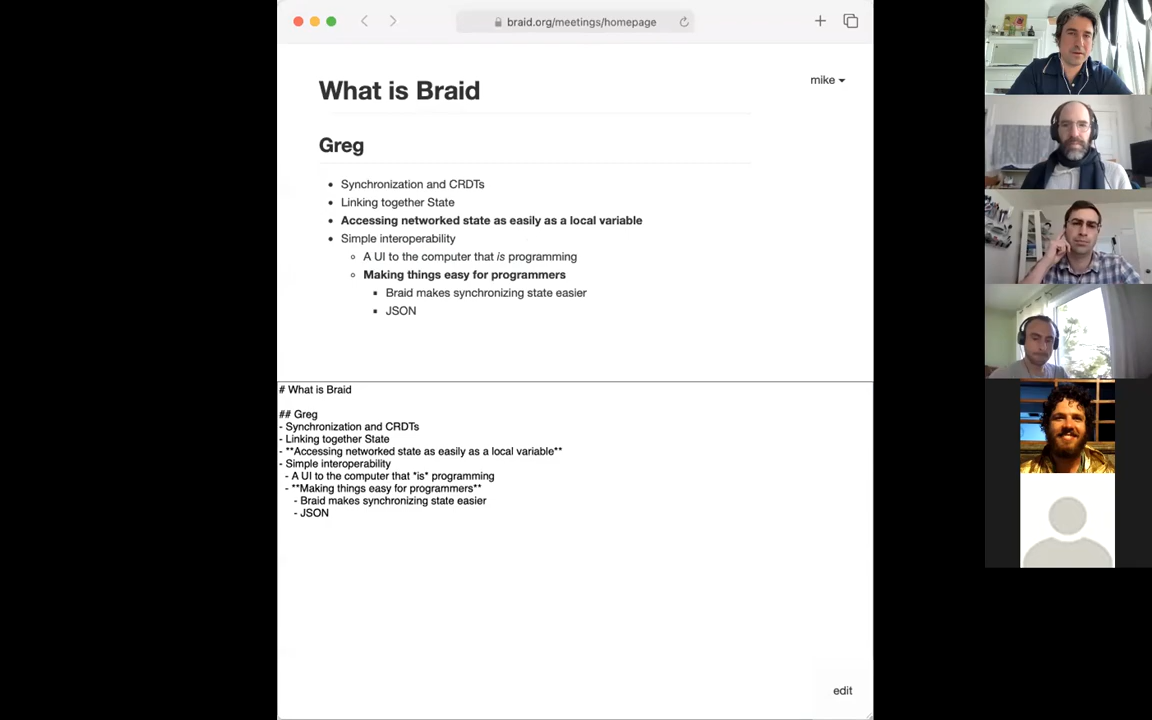 braid.org/meetings/homepage
mike
What is Braid
Greg
Synchronization and CRDTs
Linking together State
Accessing networked state as easily as a local variable
Simple interoperability
A UI to the computer that is programming
Making things easy for programmers
Braid makes synchronizing state easier
JSON
# What is Braid
## Greg
- Synchronization and CRDTs
- Linking together State
- **Accessing networked state as easily as a local variable**
- Simple interoperability
- A UI to the computer that *is* programming
- **Making things easy for programmers**
- Braid makes synchronizing state easier
- JSON
edit